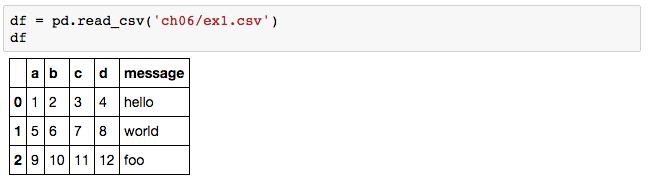 df = pd.read_csv('ch06/ex1.csv')
df
a b c d message
0 1 2 3 4 hello
1 5 6 7 8 world
2 9 10 11 12 foo